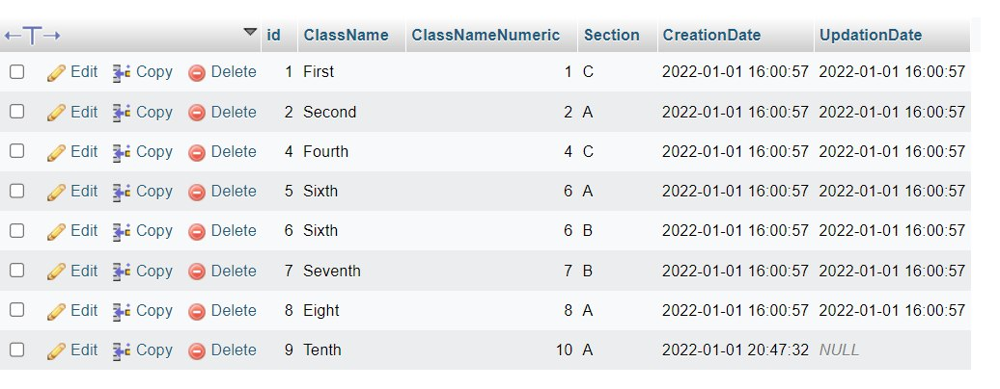 ←T→ id ClassName ClassNameNumeric Section CreationDate UpdationDate
Edit Copy Delete 1 First 1 C 2022-01-01 16:00:57 2022-01-01 16:00:57
Edit Copy Delete 2 Second 2 A 2022-01-01 16:00:57 2022-01-01 16:00:57
Edit Copy Delete 4 Fourth 4 C 2022-01-01 16:00:57 2022-01-01 16:00:57
Edit Copy Delete 5 Sixth 6 A 2022-01-01 16:00:57 2022-01-01 16:00:57
Edit Copy Delete 6 Sixth 6 B 2022-01-01 16:00:57 2022-01-01 16:00:57
Edit Copy Delete 7 Seventh 7 B 2022-01-01 16:00:57 2022-01-01 16:00:57
Edit Copy Delete 8 Eight 8 A 2022-01-01 16:00:57 2022-01-01 16:00:57
Edit Copy Delete 9 Tenth 10 A 2022-01-01 20:47:32 NULL